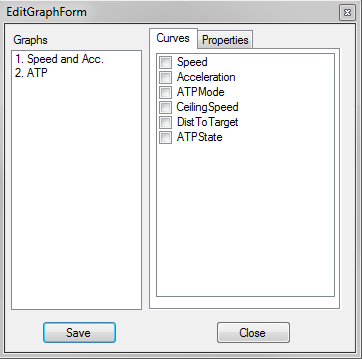 EditGraphForm
Graphs
1. Speed and Acc.
2. ATP
Curves
Properties
Speed
Acceleration
ATPMode
CeilingSpeed
DistToTarget
ATPState
Save
Close